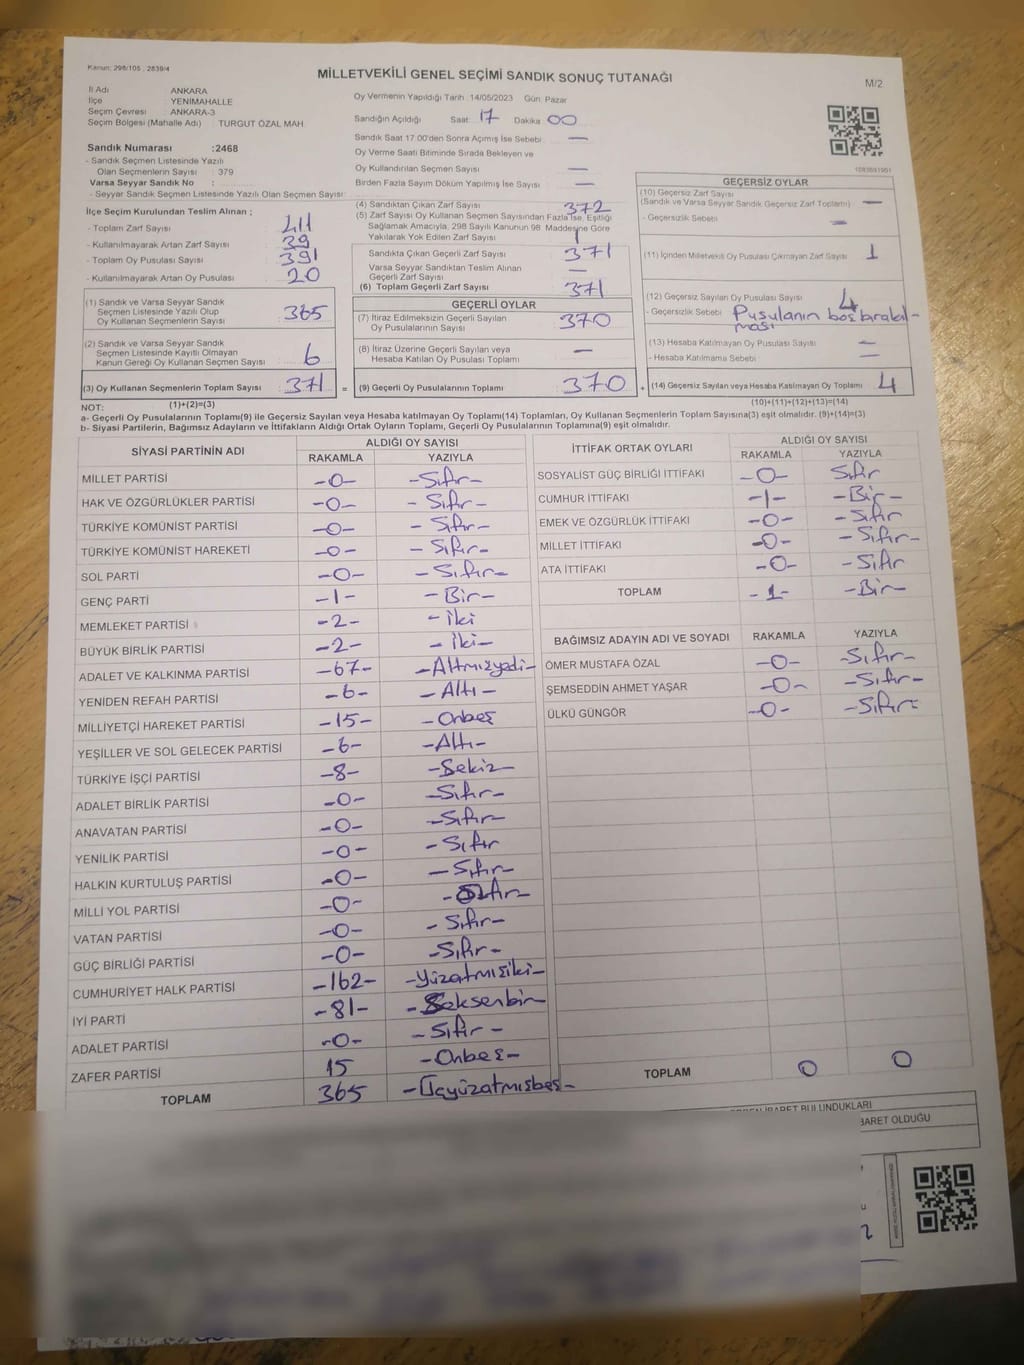 Kanun: 298/105 , 2839/4
MİLLETVEKİLİ GENEL SEÇİMİ SANDIK SONUÇ TUTANAĞI
M/2
İl Adı ANKARA
İlçe YENİMAHALLE
Seçim Çevresi ANKARA-3
Seçim Bölgesi (Mahalle Adı) : TURGUT ÖZAL MAH.
Sandık Numarası :2468
- Sandık Seçmen Listesinde Yazılı
Olan Seçmenlerin Sayısı : 379
Varsa Seyyar Sandık No :
- Seyyar Seçmen Listesinde Yazılı Olan Seçmen Sayısı:
İlçe Seçim Kurulundan Teslim Alınan ;
- Toplam Zarf Sayısı 411
- Kullanılmayarak Artan Zarf Sayısı 39
- Toplam Oy Pusulası Sayısı 391
- Kullanılmayarak Artan Oy Pusulası 20
(1) Sandık ve Varsa Seyyar Sandık
Seçmen Listesinde Yazılı Olup
Oy Kullanan Seçmenlerin Sayısı 365
(2) Sandık ve Varsa Seyyar Sandık
Seçmen Listesinde Kayıtlı Olmayan
Kanun Gereği Oy Kullanan Seçmen Sayısı 6
(3) Oy Kullanan Seçmenlerin Toplam Sayısı 371
(1)+(2)=(3)
Oy Vermenin Yapıldığı Tarih :14/05/2023 Gün: Pazar
Sandığın Açıldığı Saat: 17 Dakika 00
Sandık Saat 17:00'den Sonra Açılmış İse Sebebi —
Oy Verme Saati Bitiminde Sırada Bekleyen ve
Oy Kullandırılan Seçmen Sayısı —
Birden Fazla Sayım Döküm Yapılmış İse Sayısı —
(4) Sandıktan Çıkan Zarf Sayısı 372
(5) Zarf Sayısı Oy Kullanan Seçmen Sayısından Fazla İse, Eşitliği
Sağlamak Amacıyla, 298 Sayılı Kanunun 98. Maddesine Göre
Yakılarak Yok Edilen Zarf Sayısı 1
Sandıkta Çıkan Geçerli Zarf Sayısı 371
Varsa Seyyar Sandıktan Teslim Alınan
Geçerli Zarf Sayısı —
(6) Toplam Geçerli Zarf Sayısı 371
GEÇERLİ OYLAR
(7) İtiraz Edilmeksizin Geçerli Sayılan
Oy Pusulalarının Sayısı 370
(8) İtiraz Üzerine Geçerli Sayılan veya
Hesaba Katılan Oy Pusulası Toplamı —
= (9) Geçerli Oy Pusulalarının Toplamı 370
GEÇERSİZ OYLAR
(10) Geçersiz Zarf Sayısı
(Sandık ve Varsa Seyyar Sandık Geçersiz Zarf Toplamı) —
- Geçersizlik Sebebi : —
(11) İçinden Milletvekili Oy Pusulası Çıkmayan Zarf Sayısı 1
(12) Geçersiz Sayılan Oy Pusulası Sayısı 4
- Geçersizlik Sebebi Pusulanın boş bırakıl-
ması
(13) Hesaba Katılmayan Oy Pusulası Sayısı —
- Hesaba Katılmama Sebebi —
+ (14) Geçersiz Sayılan veya Hesaba Katılmayan Oy Toplamı 4
(10)+(11)+(12)+(13)=(14)
NOT:
a- Geçerli Oy Pusulalarının Toplamı(9) ile Geçersiz Sayılan veya Hesaba katılmayan Oy Toplamı(14) Toplamları, Oy Kullanan Seçmenlerin Toplam Sayısına(3) eşit olmalıdır. (9)+(14)=(3)
b- Siyasi Partilerin, Bağımsız Adayların ve İttifakların Aldığı Oyların Toplamı, Geçerli Oy Pusulalarının Toplamına(9) eşit olmalıdır.
SİYASİ PARTİNİN ADI ALDIĞI OY SAYISI
RAKAMLA YAZIYLA
MİLLET PARTİSİ -0- -Sıfır-
HAK VE ÖZGÜRLÜKLER PARTİSİ -0- -Sıfır-
TÜRKİYE KOMÜNİST PARTİSİ -0- -Sıfır-
TÜRKİYE KOMÜNİST HAREKETİ -0- -Sıfır-
SOL PARTİ -0- -Sıfır-
GENÇ PARTİ -1- -Bir-
MEMLEKET PARTİSİ -2- -İki
BÜYÜK BİRLİK PARTİSİ -2- -İki-
ADALET VE KALKINMA PARTİSİ -67- -Altmışyedi-
YENİDEN REFAH PARTİSİ -6- -Altı-
MİLLİYETÇİ HAREKET PARTİSİ -15- -Onbeş
YEŞİLLER VE SOL GELECEK PARTİSİ -6- -Altı-
TÜRKİYE İŞÇİ PARTİSİ -8- -Sekiz-
ADALET BİRLİK PARTİSİ -0- -Sıfır-
ANAVATAN PARTİSİ -0- -Sıfır-
YENİLİK PARTİSİ -0- -Sıfır
HALKIN KURTULUŞ PARTİSİ -0- -Sıfır-
MİLLİ YOL PARTİSİ -0- -Sıfır-
VATAN PARTİSİ -0- -Sıfır-
GÜÇ BİRLİĞİ PARTİSİ -0- -Sıfır-
CUMHURİYET HALK PARTİSİ -162- -Yüzatmışiki-
İYİ PARTİ -81- -Seksenbir-
ADALET PARTİSİ -0- -Sıfır-
ZAFER PARTİSİ 15 -Onbeş-
TOPLAM 365 -Üçyüzatmışbeş-
İTTİFAK ORTAK OYLARI ALDIĞI OY SAYISI
RAKAMLA YAZIYLA
SOSYALİST GÜÇ BİRLİĞİ İTTİFAKI -0- Sıfır
CUMHUR İTTİFAKI -1- -Bir-
EMEK VE ÖZGÜRLÜK İTTİFAKI -0- -Sıfır
MİLLET İTTİFAKI -0- -Sıfır-
ATA İTTİFAKI -0- -Sıfır
TOPLAM -1- -Bir-
BAĞIMSIZ ADAYIN ADI VE SOYADI RAKAMLA YAZIYLA
ÖMER MUSTAFA ÖZAL -0- -Sıfır-
ŞEMSEDDİN AHMET YAŞAR -0- -Sıfır-
ÜLKÜ GÜNGÖR -0- -Sıfır-
TOPLAM 0 0
İBARET BULUNDUKLARI
BARET OLDUĞU